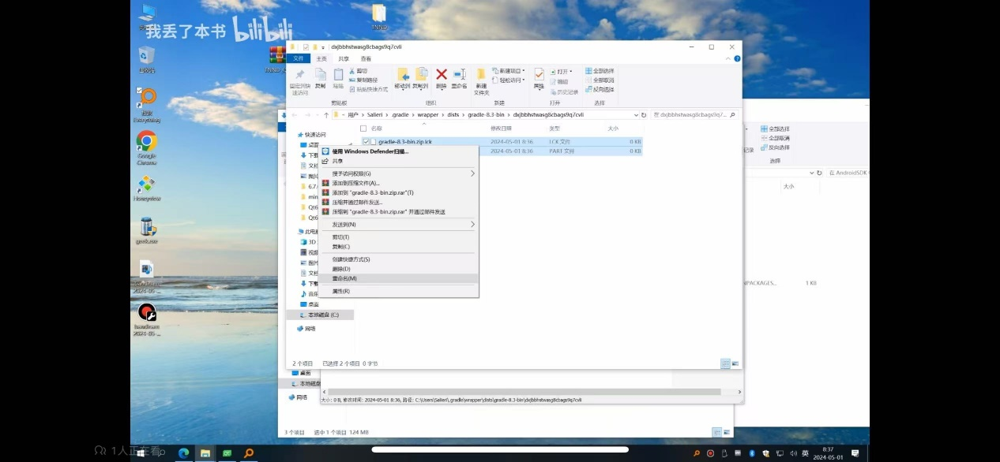 我丢了本书 bilibili
INNO
dxjbbhstwasg8cbags9q7cvli
文件 主页 共享 查看
固定到快速访问 复制 粘贴 剪切 复制路径 粘贴快捷方式 移动到 复制到 删除 重命名 新建文件夹 新建项目 轻松访问 属性 打开 编辑 历史记录 全部选择 全部取消 反向选择
剪贴板 组织 新建 打开 选择
用户 › Salieri › .gradle › wrapper › dists › gradle-8.3-bin › dxjbbhstwasg8cbags9q7cvli
在 dxjbbhstwasg8cbags9q7/...
名称 修改日期 类型 大小
gradle-8.3-bin.zip.lck 2024-05-01 8:36 LCK 文件 0 KB
2024-05-01 8:36 PART 文件 0 KB
使用 Windows Defender扫描...
共享
授予访问权限(G)
添加到压缩文件(A)...
添加到 "gradle-8.3-bin.zip.rar"(T)
压缩并通过邮件发送...
压缩到 "gradle-8.3-bin.zip.rar" 并通过邮件发送
发送到(N)
剪切(T)
复制(C)
创建快捷方式(S)
删除(D)
重命名(M)
属性(R)
快速访问
桌面
下载
文档
图片
6.7.
min
Qt6
Qt6
此电脑
3D
视频
图片
文档
下载
音乐
桌面
本地磁盘 (C:)
网络
2 个项目 已选择 2 个项目 0 字节
桌面
本地磁盘
网络
大小: 0 B, 修改时间: 2024-05-01 8:36, 路径: C:\Users\Salieri\.gradle\wrapper\dists\gradle-8.3-bin\dxjbbhstwasg8cbags9q7cvli
3 个项目 选中 1 个项目 124 MB
全部选择
全部取消
反向选择
选择
在 AndroidSDK
大小
1 KB
Everything
Google Chrome
Honeyview
geek.exe
1人正在看
英
8:37
2024-05-01